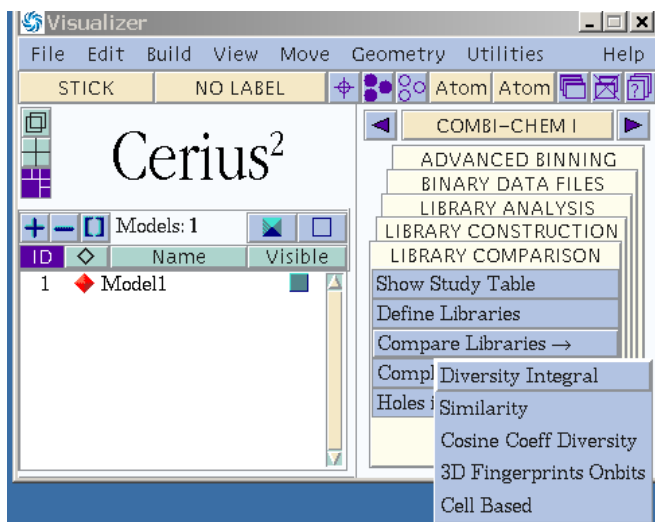 Visualizer
File Edit Build View Move Geometry Utilities Help
STICK NO LABEL Atom Atom ?
COMBI-CHEM I
Cerius2
ADVANCED BINNING
BINARY DATA FILES
LIBRARY ANALYSIS
LIBRARY CONSTRUCTION
LIBRARY COMPARISON
Models: 1
ID Name Visible
1 Model1
Show Study Table
Define Libraries
Compare Libraries →
Diversity Integral
Holes
Similarity
Cosine Coeff Diversity
3D Fingerprints Onbits
Cell Based